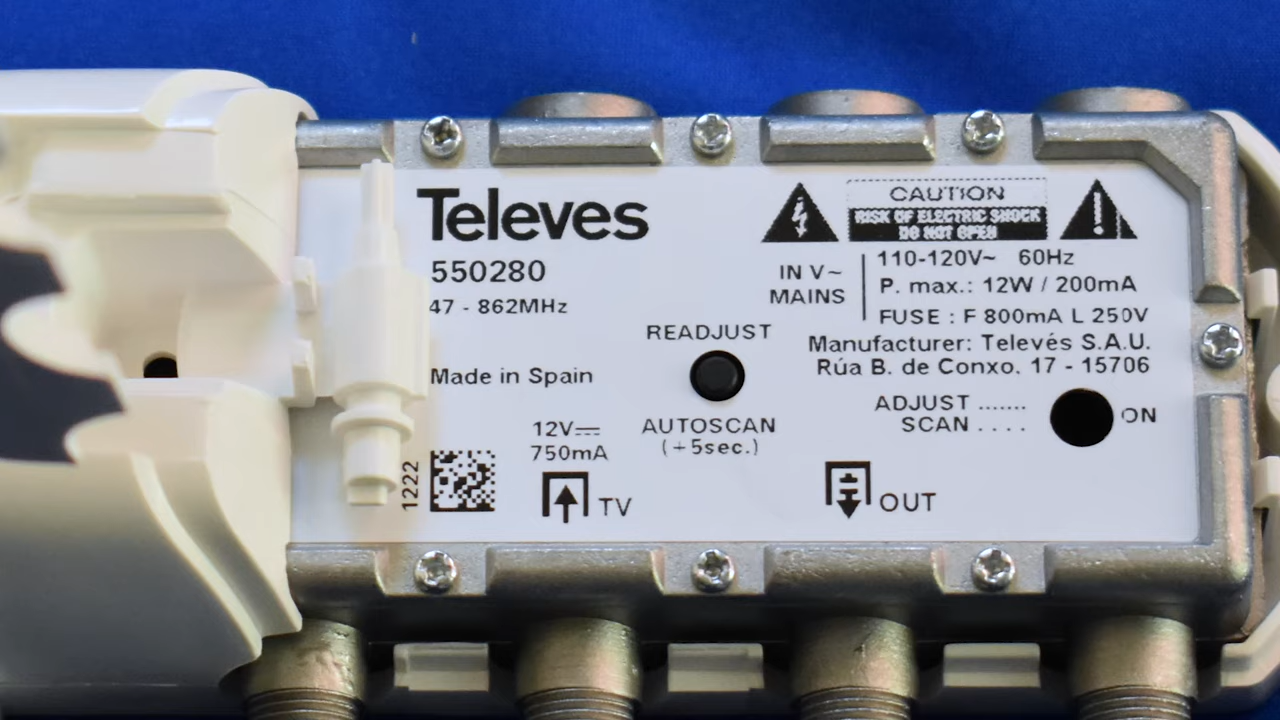 Televes
550280
47 - 862MHz
Made in Spain
1222
12V
750mA
TV
READJUST
AUTOSCAN
(+5sec.)
OUT
CAUTION
RISK OF ELECTRIC SHOCK
DO NOT OPEN
IN V~
MAINS
110-120V~ 60Hz
P. max.: 12W / 200mA
FUSE : F 800mA L 250V
Manufacturer: Televés S.A.U.
Rúa B. de Conxo. 17 - 15706
ADJUST ....... ON
SCAN ....